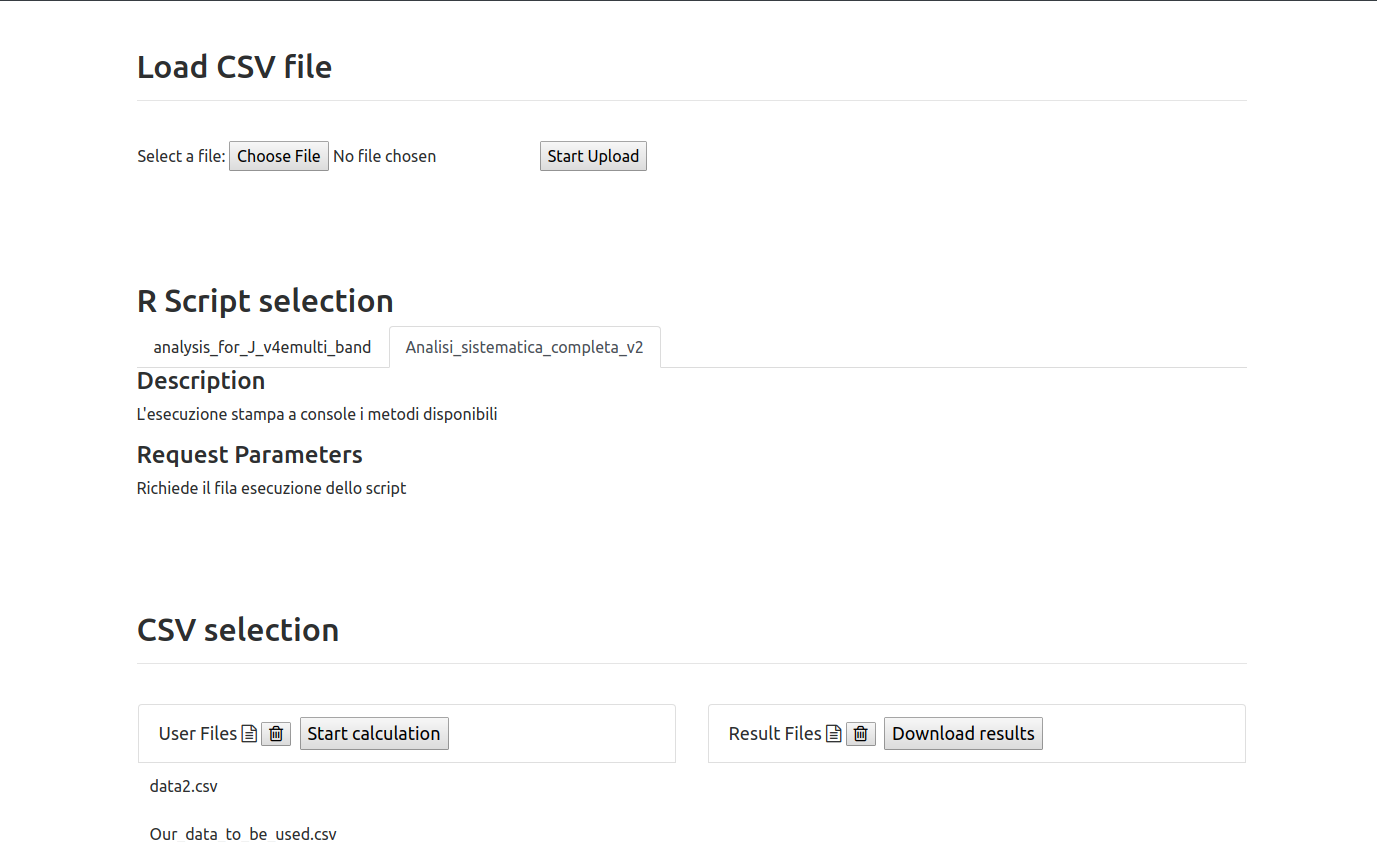 Load CSV file
Select a file: Choose File No file chosen Start Upload
R Script selection
analysis_for_J_v4emulti_band Analisi_sistematica_completa_v2
Description
L'esecuzione stampa a console i metodi disponibili
Request Parameters
Richiede il fila esecuzione dello script
CSV selection
User Files Start calculation Result Files Download results
data2.csv
Our_data_to_be_used.csv